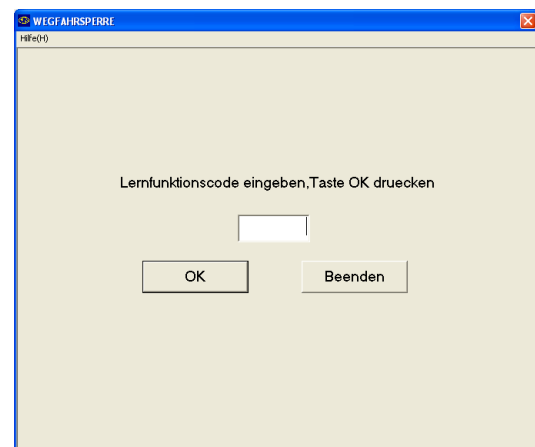 WEGFAHRSPERRE
Hilfe(H)
Lernfunktionscode eingeben,Taste OK druecken
OK
Beenden